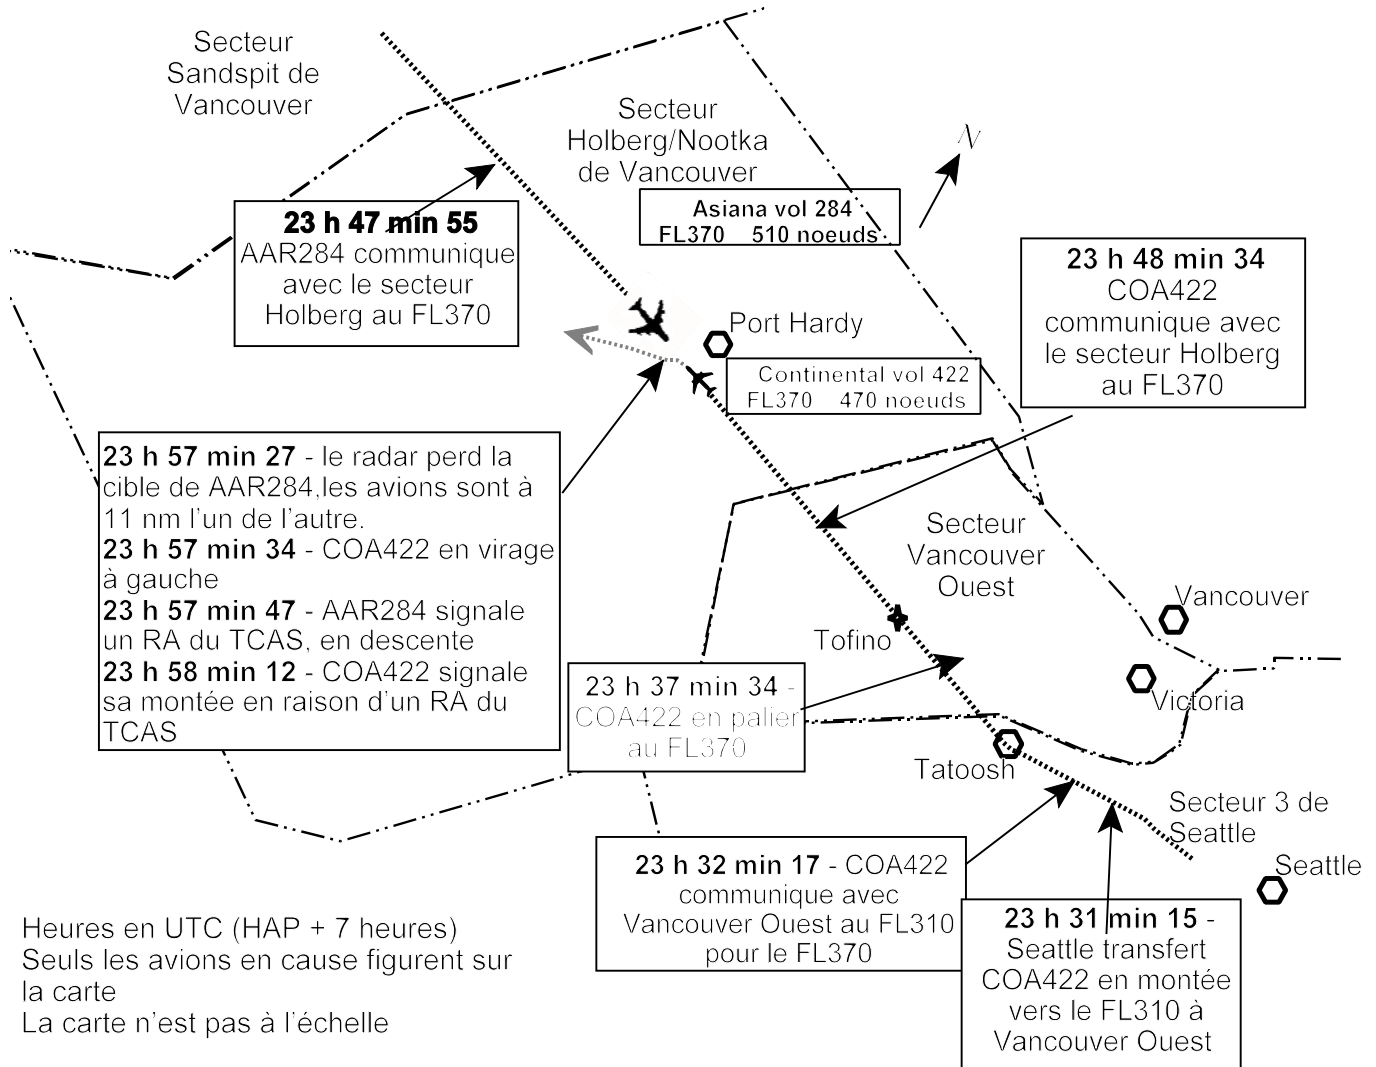 Secteur
Sandspit de
Vancouver
Secteur
Holberg/Nootka
de Vancouver
N
Asiana vol 284
FL370 510 noeuds
23 h 47 min 55
AAR284 communique
avec le secteur
Holberg au FL370
23 h 48 min 34
COA422
communique avec
le secteur Holberg
au FL370
Port Hardy
Continental vol 422
FL370 470 noeuds
23 h 57 min 27 - le radar perd la
cible de AAR284,les avions sont à
11 nm l'un de l'autre.
23 h 57 min 34 - COA422 en virage
à gauche
23 h 57 min 47 - AAR284 signale
un RA du TCAS, en descente
23 h 58 min 12 - COA422 signale
sa montée en raison d'un RA du
TCAS
Secteur
Vancouver
Ouest
Vancouver
Tofino
Victoria
23 h 37 min 34 -
COA422 en palier
au FL370
Tatoosh
Secteur 3 de
Seattle
Seattle
23 h 32 min 17 - COA422
communique avec
Vancouver Ouest au FL310
pour le FL370
23 h 31 min 15 -
Seattle transfert
COA422 en montée
vers le FL310 à
Vancouver Ouest
Heures en UTC (HAP + 7 heures)
Seuls les avions en cause figurent sur
la carte
La carte n'est pas à l'échelle